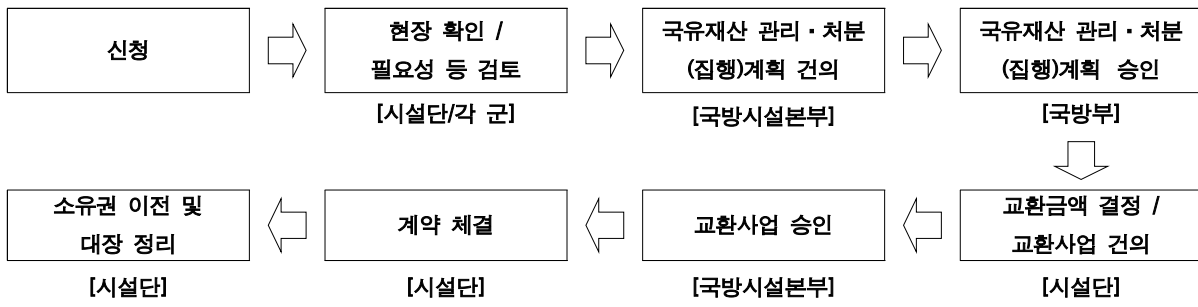 신청
현장 확인 /
필요성 등 검토
[시설단/각 군]
국유재산 관리·처분
(집행)계획 건의
[국방시설본부]
국유재산 관리·처분
(집행)계획 승인
[국방부]
교환금액 결정 /
교환사업 건의
[시설단]
교환사업 승인
[국방시설본부]
계약 체결
[시설단]
소유권 이전 및
대장 정리
[시설단]